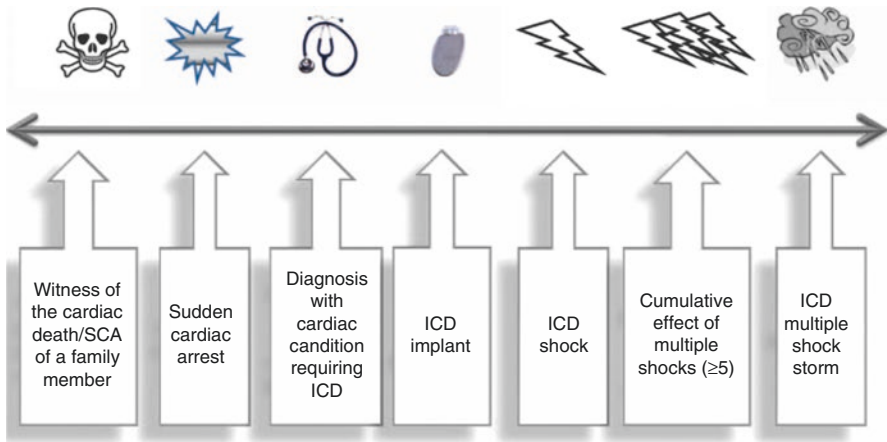 Witness of
the cardiac
death/SCA
of a family
member
Sudden
cardiac
arrest
Diagnosis
with
cardiac
candition
requiring
ICD
ICD
implant
ICD
shock
Cumulative
effect of
multiple
shocks (≥5)
ICD
multiple
shock
storm